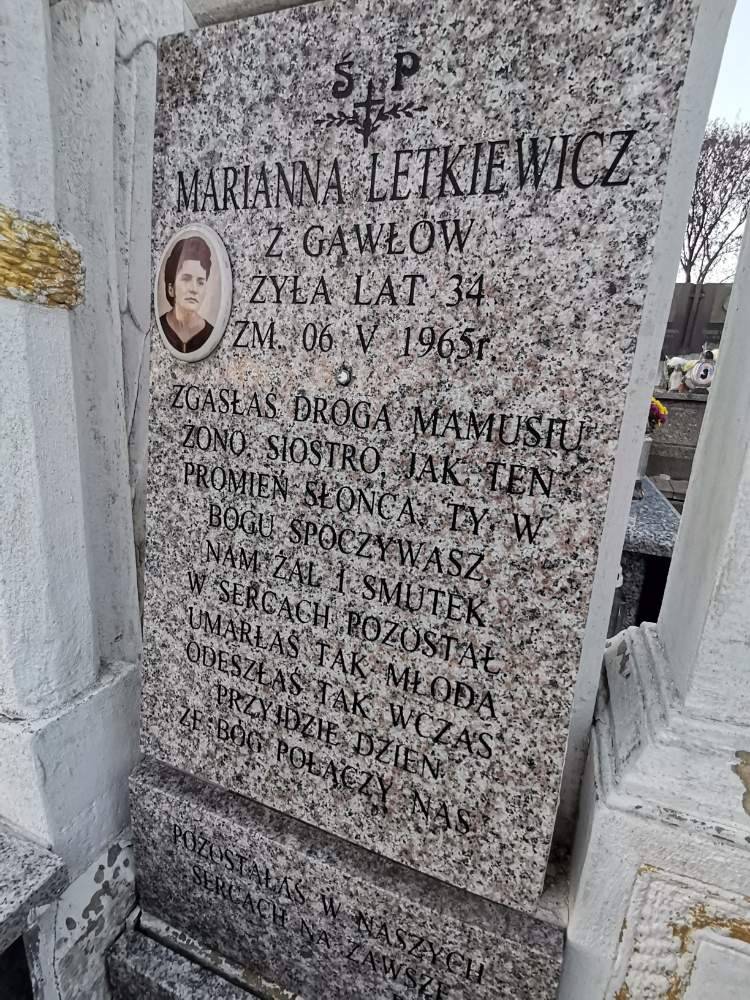 Ś P
MARIANNA LETKIEWICZ
Z GAWŁÓW
ŻYŁA LAT 34
ZM. 06 V 1965r.
ZGASŁAŚ DROGA MAMUSIU
ŻONO SIOSTRO, JAK TEN
PROMIEŃ SŁOŃCA, TY W
BOGU SPOCZYWASZ,
NAM ŻAL I SMUTEK
W SERCACH POZOSTAŁ.
UMARŁAŚ TAK MŁODA
ODESZŁAŚ TAK WCZAS
PRZYJDZIE DZIEŃ
ŻE BÓG POŁĄCZY NAS
POZOSTAŁAŚ W NASZYCH
SERCACH NA ZAWSZE